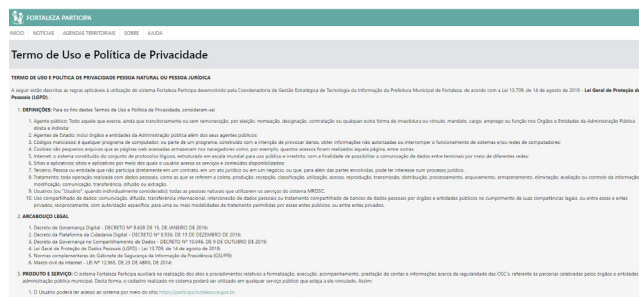 FORTALEZA PARTICIPA
INÍCIO NOTÍCIAS AGENDAS TERRITORIAIS SOBRE AJUDA
Termo de Uso e Política de Privacidade
TERMO DE USO E POLÍTICA DE PRIVACIDADE PESSOA NATURAL OU PESSOA JURÍDICA
A seguir estão descritas as regras aplicáveis à utilização do sistema Fortaleza Participa desenvolvido pela Coordenadoria de Gestão Estratégica de Tecnologia da Informação da Prefeitura Municipal de Fortaleza, de acordo com a Lei 13.709, de 14 de agosto de 2018 - Lei Geral de Proteção de
Pessoais (LGPD).
1. DEFINIÇÕES: Para os fins destes Termos de Uso e Política de Privacidade, consideram-se:
1. Agente público: Todo aquele que exerce, ainda que transitoriamente ou sem remuneração, por eleição, nomeação, designação, contratação ou qualquer outra forma de investidura ou vínculo, mandato, cargo, emprego ou função nos Órgãos e Entidades da Administração Pública
direta e indireta;
2. Agentes de Estado: inclui órgãos e entidades da Administração pública além dos seus agentes públicos;
3. Códigos maliciosos: é qualquer programa de computador, ou parte de um programa, construído com a intenção de provocar danos, obter informações não autorizadas ou interromper o funcionamento de sistemas e/ou redes de computadores;
4. Cookies: são pequenos arquivos que as páginas web acessadas armazenam nos navegadores como, por exemplo, quantos acessos foram realizados àquela página, entre outras.
5. Internet: o sistema constituído do conjunto de protocolos lógicos, estruturado em escala mundial para uso público e irrestrito, com a finalidade de possibilitar a comunicação de dados entre terminais por meio de diferentes redes;
6. Sítios e aplicativos: sítios e aplicativos por meio dos quais o usuário acessa os serviços e conteúdos disponibilizados;
7. Terceiro: Pessoa ou entidade que não participa diretamente em um contrato, em um ato jurídico ou em um negócio, ou que, para além das partes envolvidas, pode ter interesse num processo jurídico.
8. Tratamento: toda operação realizada com dados pessoais, como as que se referem a coleta, produção, recepção, classificação, utilização, acesso, reprodução, transmissão, distribuição, processamento, arquivamento, armazenamento, eliminação, avaliação ou controle da informação,
modificação, comunicação, transferência, difusão ou extração.
9. Usuários (ou "Usuário", quando individualmente considerado): todas as pessoas naturais que utilizarem os serviços do sistema MROSC.
10. Uso compartilhado de dados: comunicação, difusão, transferência internacional, interconexão de dados pessoais ou tratamento compartilhado de bancos de dados pessoais por órgãos e entidades públicos no cumprimento de suas competências legais, ou entre esses e entes
privados, reciprocamente, com autorização específica, para uma ou mais modalidades de tratamento permitidas por esses entes públicos, ou entre entes privados.
2. ARCABOUÇO LEGAL
1. Decreto de Governança Digital - DECRETO Nº 8.638 DE 15, DE JANEIRO DE 2016;
2. Decreto da Plataforma da Cidadania Digital - DECRETO Nº 8.936, DE 19 DE DEZEMBRO DE 2016;
3. Decreto da Governança no Compartilhamento de Dados - DECRETO Nº 10.046, DE 9 DE OUTUBRO DE 2019;
4. Lei Geral de Proteção de Dados Pessoais (LGPD) - Lei 13.709, de 14 de agosto de 2018;
5. Normas complementares do Gabinete de Segurança da Informação da Presidência (GSI/PR);
6. Marco civil da internet - LEI Nº 12.965, DE 23 DE ABRIL DE 2014;
3. PRODUTO E SERVIÇO: O sistema Fortaleza Participa auxiliará na realização dos atos e procedimentos relativos a formalização, execução, acompanhamento, prestação de contas e informações acerca da regularidade das OSC's, referente às parcerias celebradas pelos órgãos e entidades
administração pública municipal. Desta forma, o cadastro realizado no sistema poderá ser utilizado em qualquer serviço público que esteja a ele vinculado. Assim:
1. O Usuário poderá ter acesso ao sistema por meio do sítio https://participa.fortaleza.ce.gov.br.